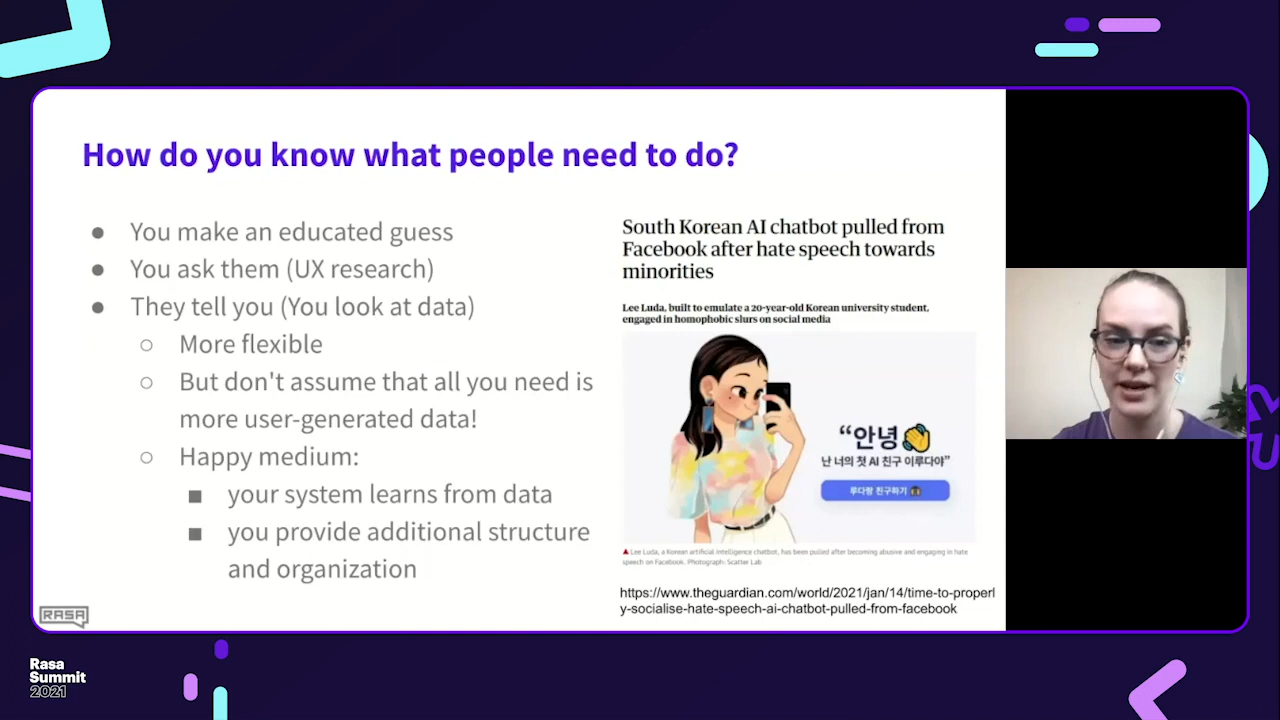 How do you know what people need to do?
● You make an educated guess
● You ask them (UX research)
● They tell you (You look at data)
○ More flexible
○ But don't assume that all you need is
more user-generated data!
○ Happy medium:
■ your system learns from data
■ you provide additional structure
and organization
South Korean AI chatbot pulled from
Facebook after hate speech towards
minorities
Lee Luda, built to emulate a 20-year-old Korean university student,
engaged in homophobic slurs on social media
“안녕👋
난 너의 첫 AI 친구 이루다야”
루다랑 친구하기
▲ Lee Luda, a Korean artificial intelligence chatbot, has been pulled after becoming abusive and engaging in hate
speech on Facebook. Photograph: Scatter Lab
https://www.theguardian.com/world/2021/jan/14/time-to-properl
y-socialise-hate-speech-ai-chatbot-pulled-from-facebook
RASA
Rasa
Summit
2021